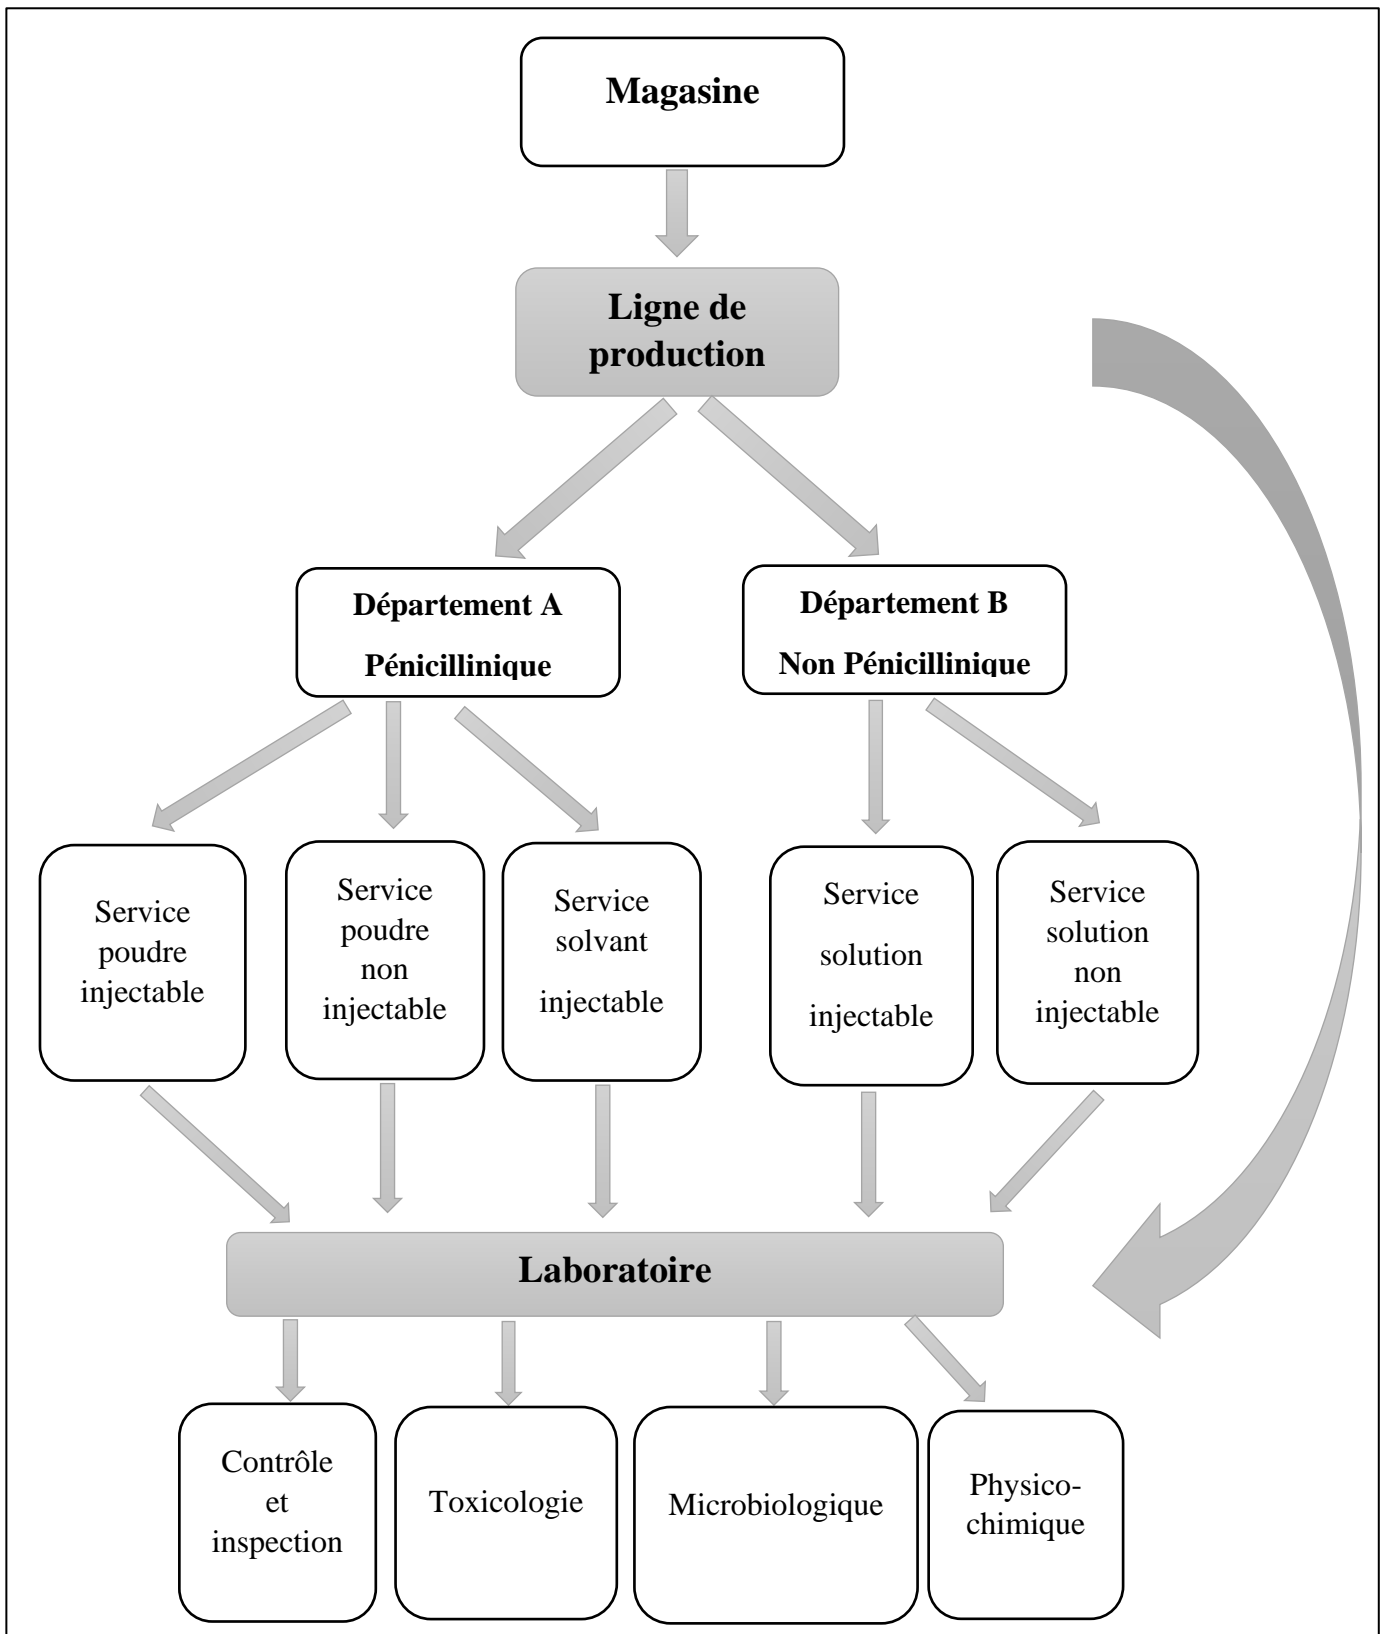 Magasine
Ligne de
production
Département A
Pénicillinique
Département B
Non Pénicillinique
Service
poudre
injectable
Service
poudre
non
injectable
Service
solvant
injectable
Service
solution
injectable
Service
solution
non
injectable
Laboratoire
Contrôle
et
inspection
Toxicologie
Microbiologique
Physico-
chimique